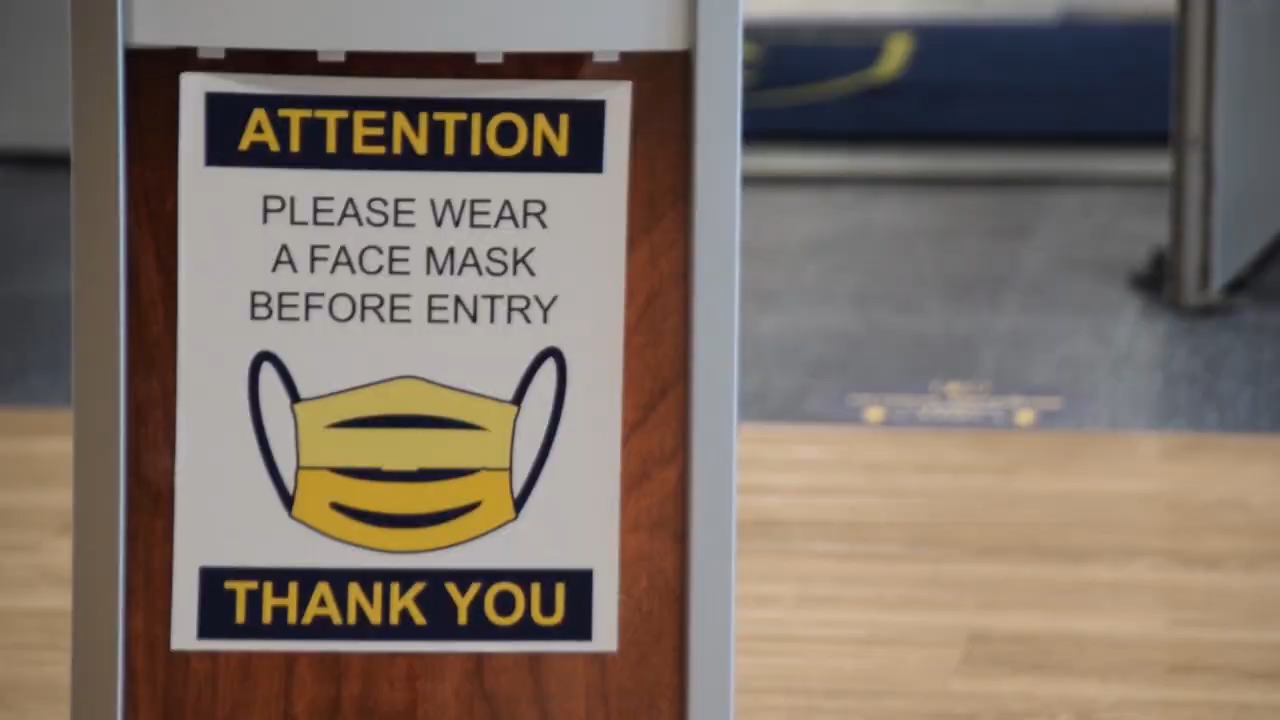 ATTENTION
PLEASE WEAR
A FACE MASK
BEFORE ENTRY
THANK YOU